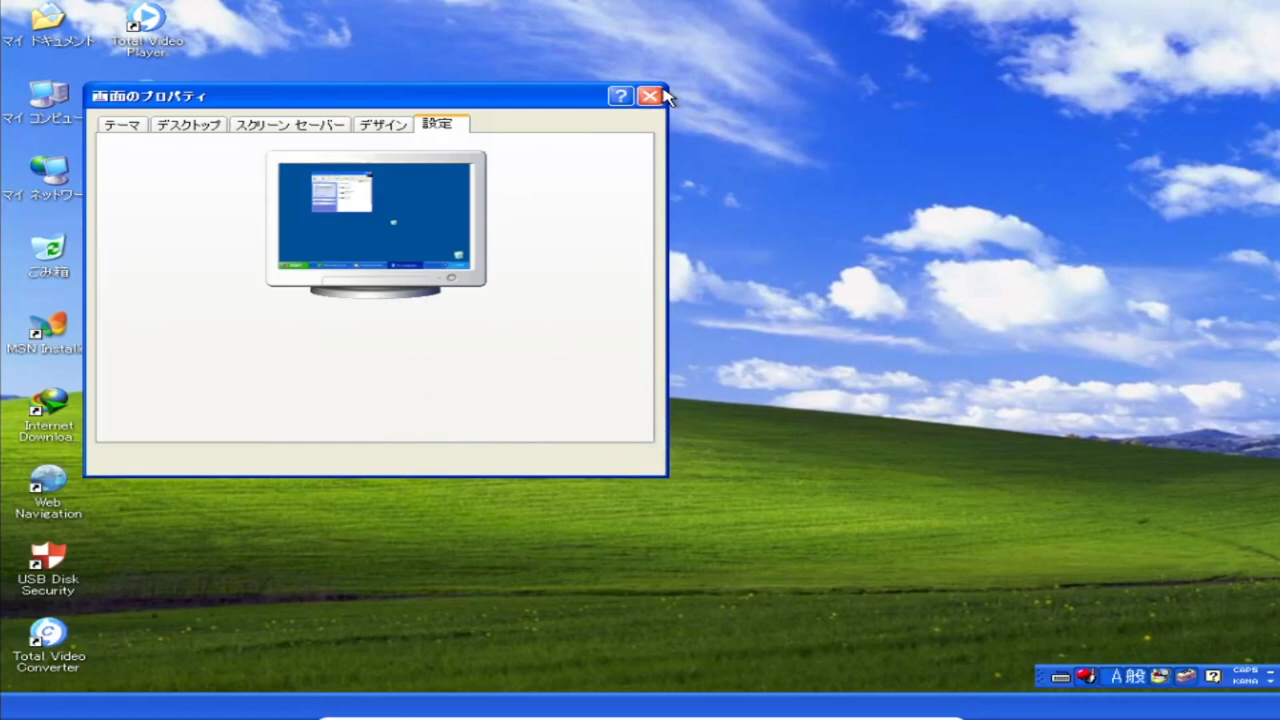 マイ ドキュメント
Total Video
Player
マイ コンピュー
マイ ネットワー
ごみ箱
MSN Install
Internet
Downloa
Web
Navigation
USB Disk
Security
Total Video
Converter
画面のプロパティ
?
テーマ
デスクトップ
スクリーン セーバー
デザイン
設定
A 般
CAPS
KANA